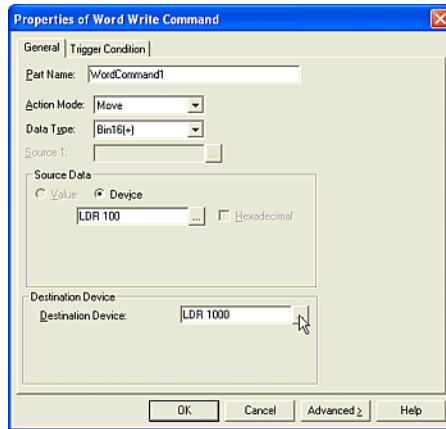 Properties of Word Write Command
General Trigger Condition
Part Name: WordCommand1
Action Mode: Move
Data Type: Bin16(+)
Source 1: ...
Source Data
Value Device
LDR 100 ... Hexadecimal
Destination Device
Destination Device: LDR 1000
OK Cancel Advanced > Help